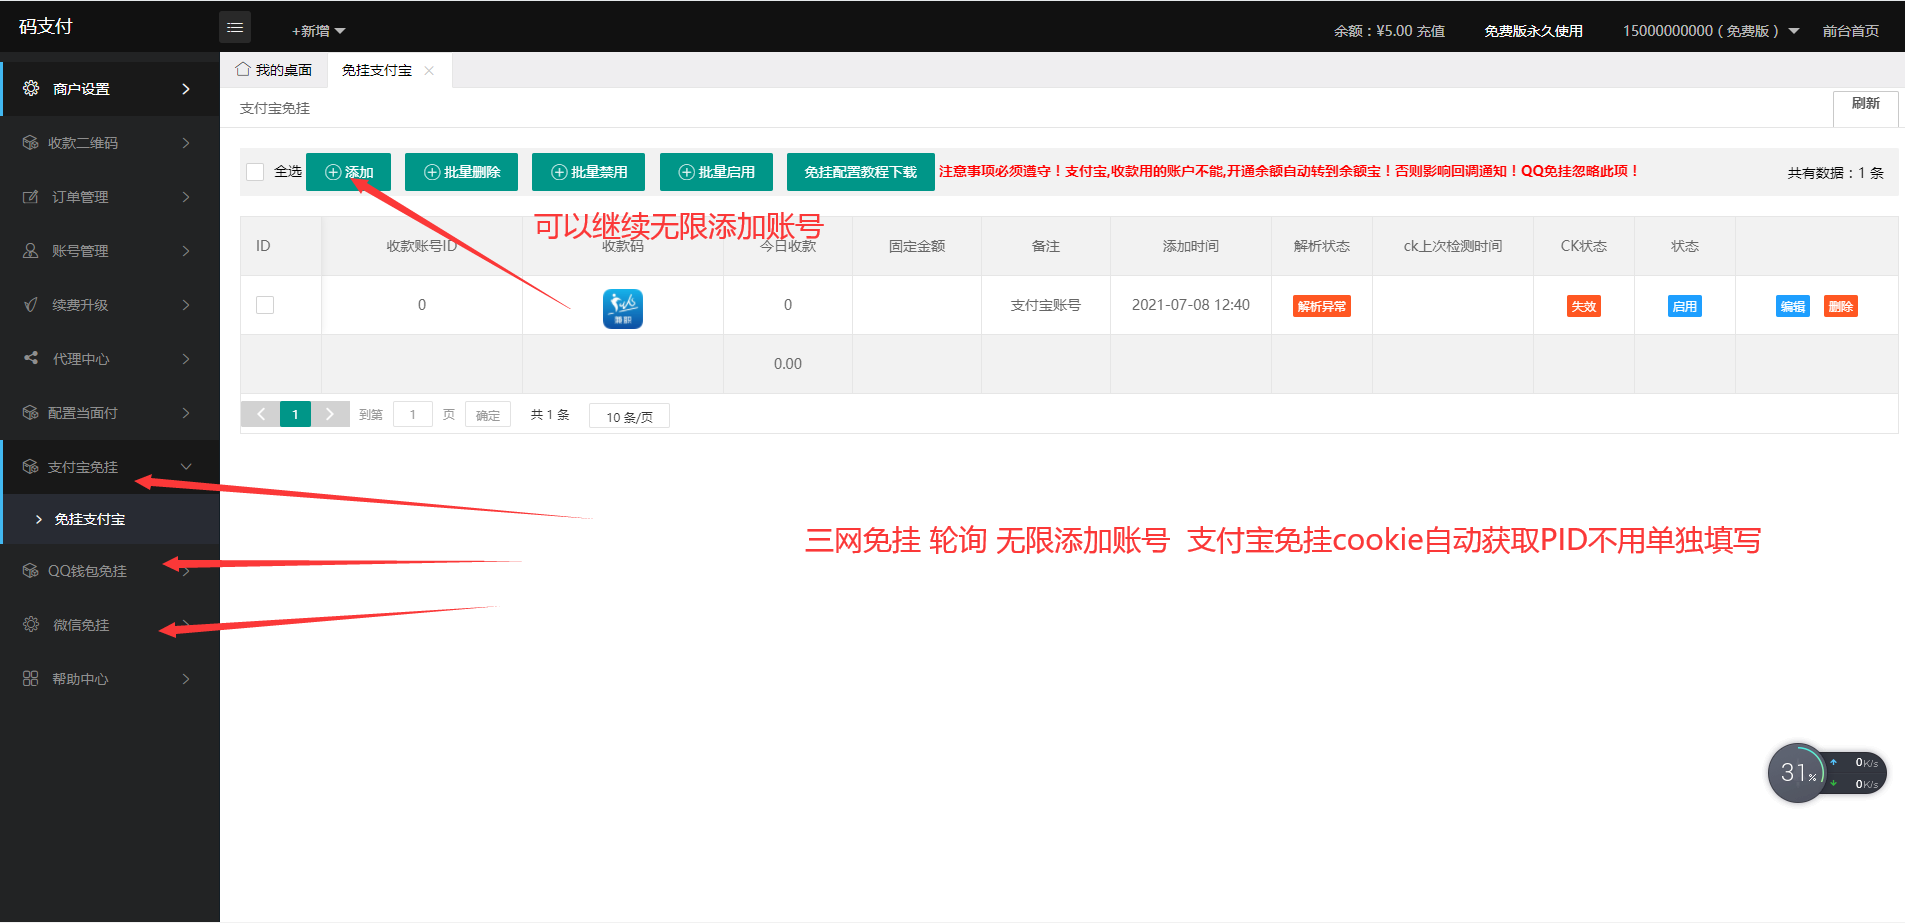 码支付
+新增
余额：¥5.00 充值
免费版永久使用
15000000000（免费版）
前台首页
商户设置
收款二维码
订单管理
账号管理
续费升级
代理中心
配置当面付
支付宝免挂
免挂支付宝
QQ钱包免挂
微信免挂
帮助中心
我的桌面
免挂支付宝
支付宝免挂
刷新
全选
添加
批量删除
批量禁用
批量启用
免挂配置教程下载
注意事项必须遵守！支付宝,收款用的账户不能,开通余额自动转到余额宝！否则影响回调通知！QQ免挂忽略此项！
共有数据：1 条
可以继续无限添加账号
ID 收款账号ID 收款码 今日收款 固定金额 备注 添加时间 解析状态 ck上次检测时间 CK状态 状态
0 0 支付宝账号 2021-07-08 12:40 解析异常 失效 启用 编辑 删除
0.00
1 到第 1 页 确定 共 1 条 10 条/页
三网免挂 轮询 无限添加账号 支付宝免挂cookie自动获取PID不用单独填写
31%
0K/s
0K/s